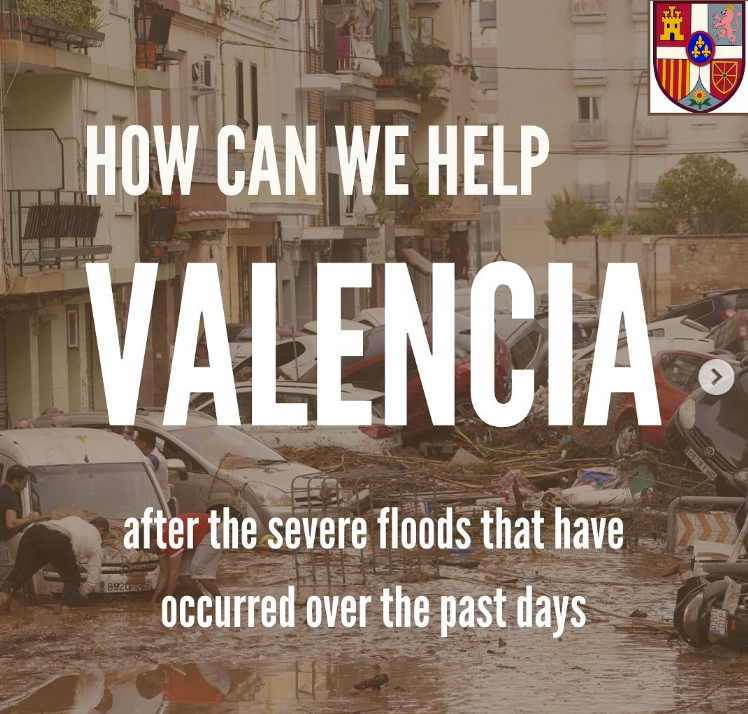 HOW CAN WE HELP
VALENCIA
after the severe floods that have
occurred over the past days